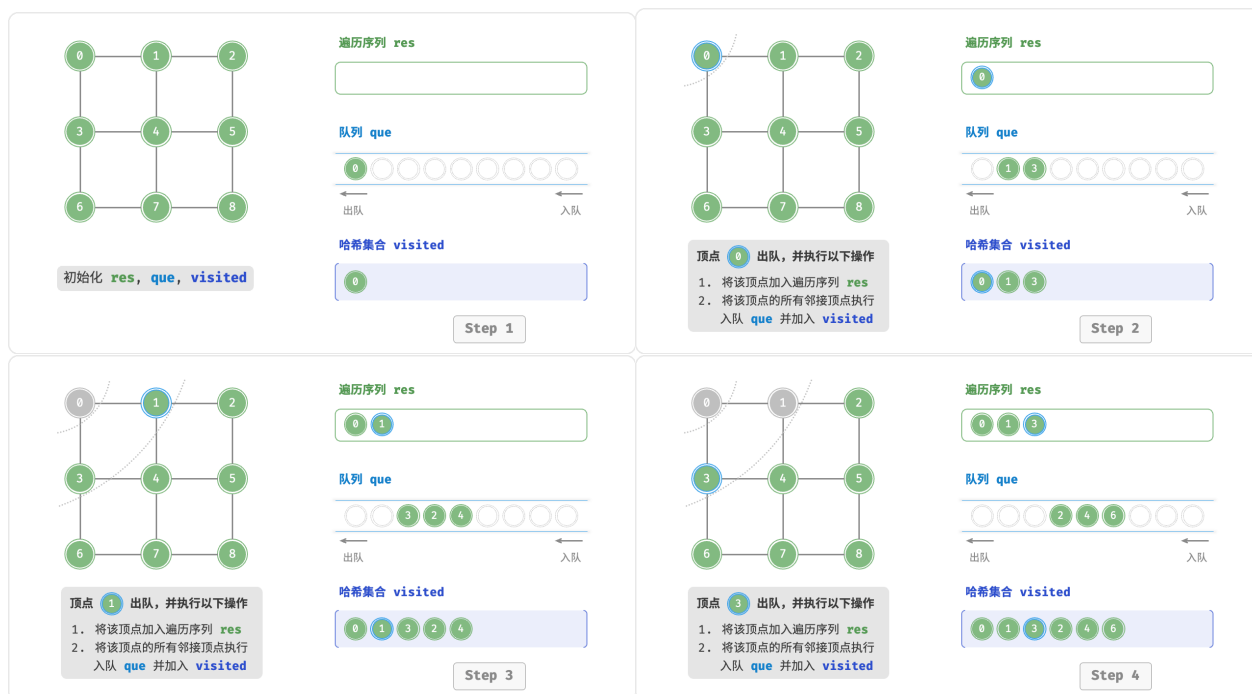 0 1 2
3 4 5
6 7 8
初始化 res, que, visited
遍历序列 res
队列 que
0
出队 入队
哈希集合 visited
0
Step 1
0 1 2
3 4 5
6 7 8
顶点 0 出队，并执行以下操作
1. 将该顶点加入遍历序列 res
2. 将该顶点的所有邻接顶点执行
入队 que 并加入 visited
遍历序列 res
0
队列 que
1 3
出队 入队
哈希集合 visited
0 1 3
Step 2
0 1 2
3 4 5
6 7 8
顶点 1 出队，并执行以下操作
1. 将该顶点加入遍历序列 res
2. 将该顶点的所有邻接顶点执行
入队 que 并加入 visited
遍历序列 res
0 1
队列 que
3 2 4
出队 入队
哈希集合 visited
0 1 3 2 4
Step 3
0 1 2
3 4 5
6 7 8
顶点 3 出队，并执行以下操作
1. 将该顶点加入遍历序列 res
2. 将该顶点的所有邻接顶点执行
入队 que 并加入 visited
遍历序列 res
0 1 3
队列 que
2 4 6
出队 入队
哈希集合 visited
0 1 3 2 4 6
Step 4